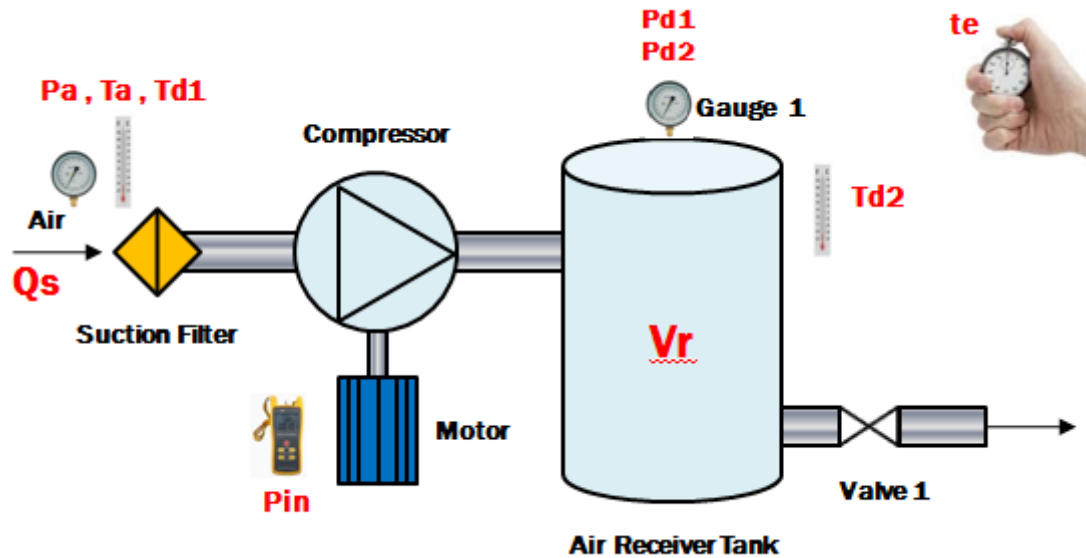 Pd1
Pd2
te
Pa , Ta , Td1
Gauge 1
Compressor
Td2
Air
Qs
Suction Filter
Vr
Motor
Pin
Valve 1
Air Receiver Tank